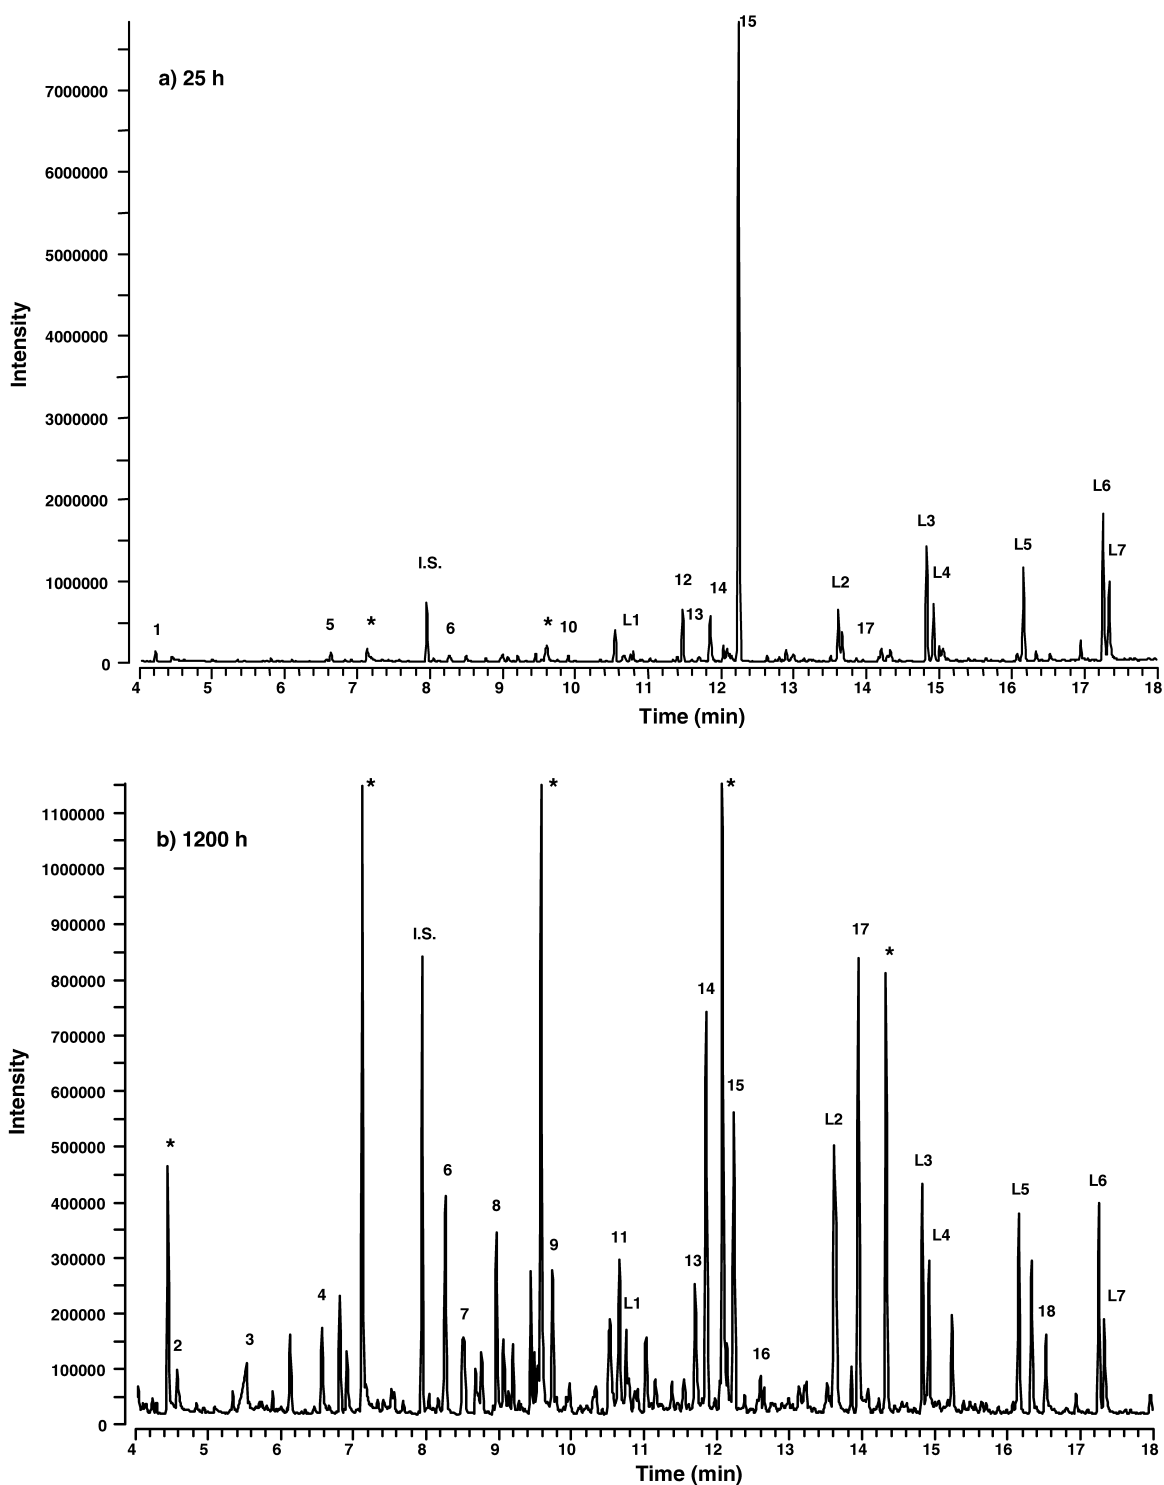 15
a) 25 h
7000000
6000000
5000000
4000000
Intensity
3000000
2000000
L6
L3
L5
L7
I.S.
1000000
12
14
L2
L4
1
5
*
6
*
10
L1
13
17
0
4 5 6 7 8 9 10 11 12 13 14 15 16 17 18
Time (min)
* * *
1100000
b) 1200 h
1000000
900000
I.S.
17
*
800000
14
700000
Intensity
600000
15
500000
*
L2
6
L3
400000
8
L5
L6
300000
9
11
13
L4
200000
4
L1
18
L7
2
3
7
16
100000
0
4 5 6 7 8 9 10 11 12 13 14 15 16 17 18
Time (min)